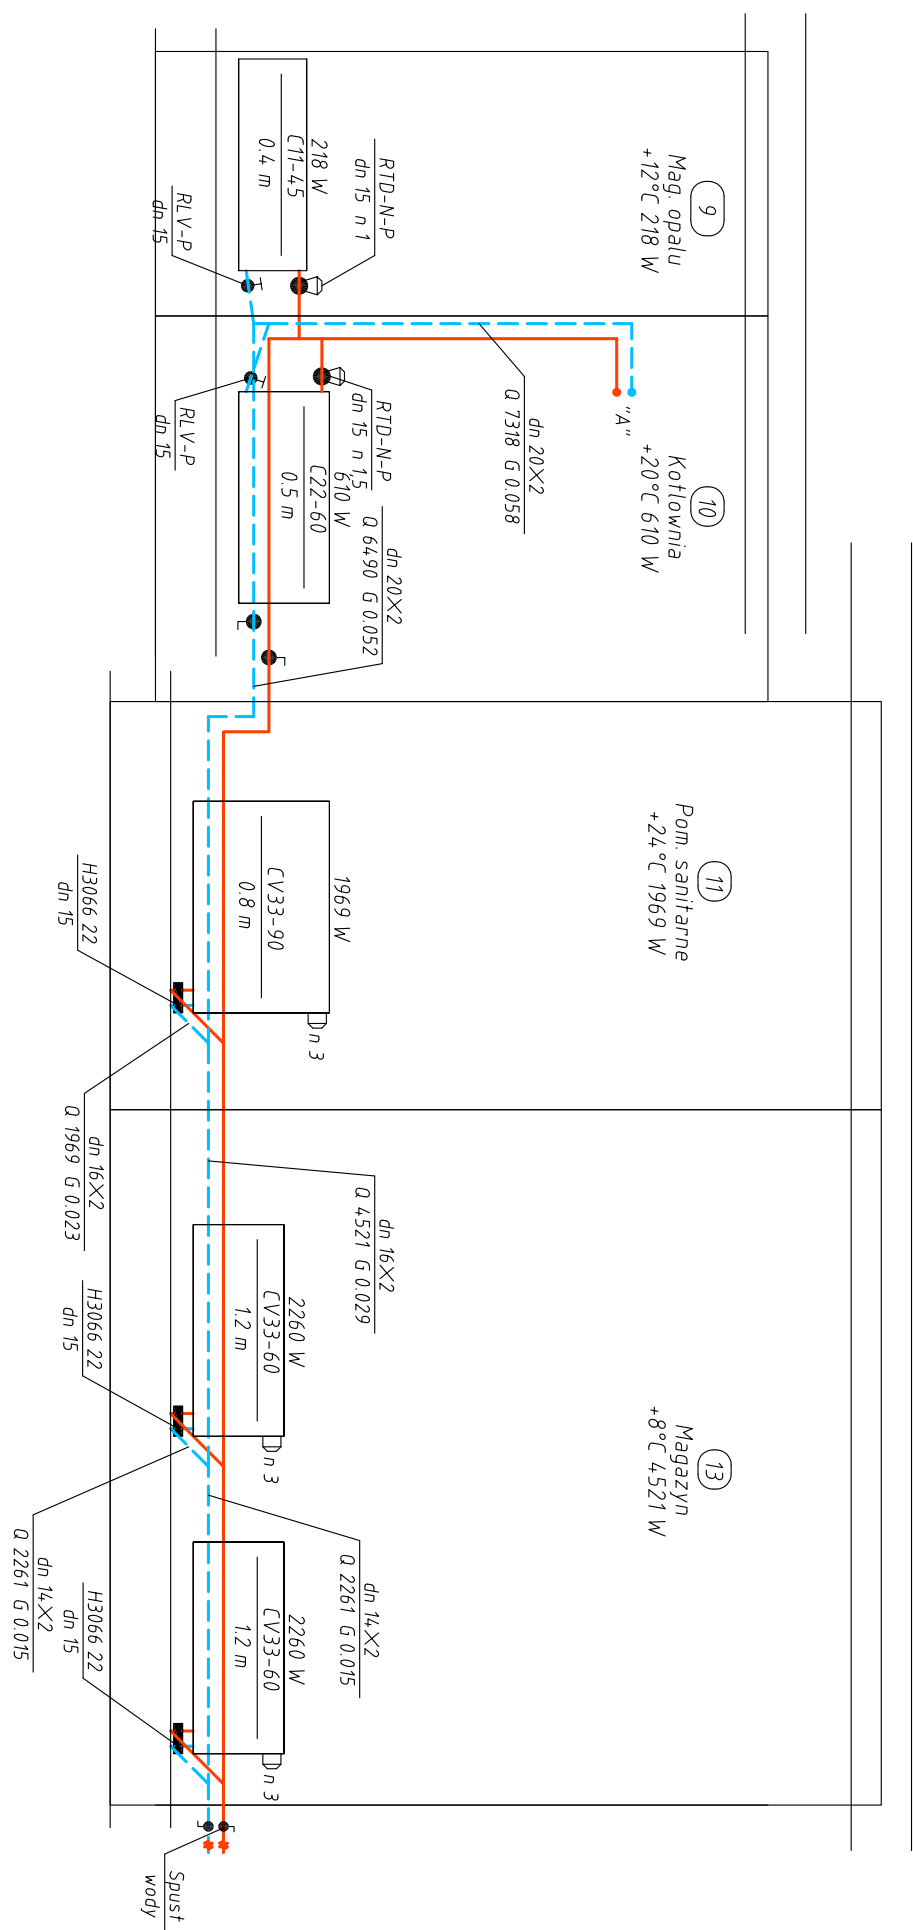 9
Mag. opalu
+12°C 218 W
RTD-N-P
dn 15 n 1
218 W
C11-45
0.4 m
RLV-P
dn 15
"A"
10
Kotlownia
+20°C 610 W
dn 20X2
Q 7318 G 0.058
RTD-N-P
dn 15 n 1,5
610 W
C22-60
0.5 m
RLV-P
dn 15
dn 20X2
Q 6490 G 0.052
11
Pom. sanitarne
+24°C 1969 W
1969 W
CV33-90
0.8 m
n 3
H3066 22
dn 15
dn 16X2
Q 1969 G 0.023
13
Magazyn
+8°C 4521 W
dn 16X2
Q 4521 G 0.029
2260 W
CV33-60
1.2 m
n 3
H3066 22
dn 15
dn 14X2
Q 2261 G 0.015
dn 14X2
Q 2261 G 0.015
2260 W
CV33-60
1.2 m
n 3
H3066 22
dn 15
Spust
wody